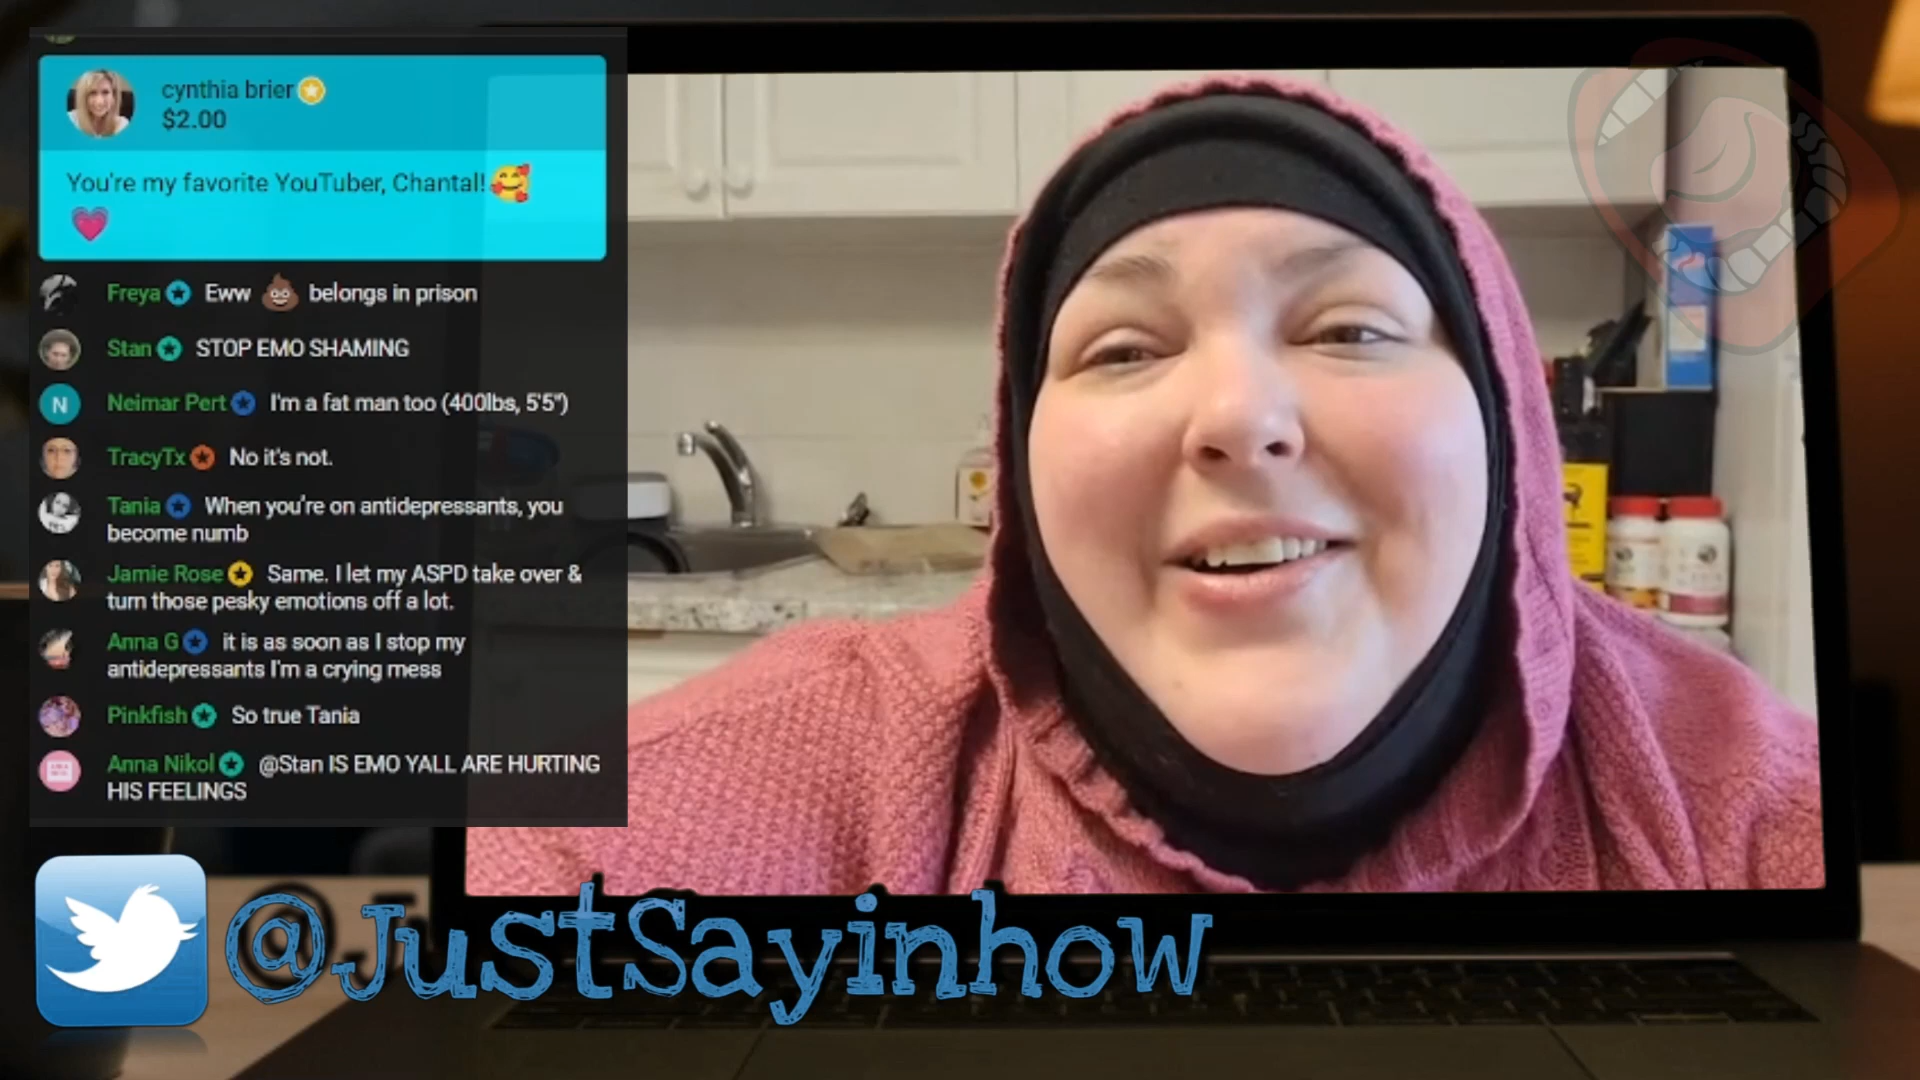 cynthia brier
$2.00
You're my favorite YouTuber, Chantal!
Freya Eww belongs in prison
Stan STOP EMO SHAMING
N Neimar Pert I'm a fat man too (400lbs, 5'5")
TracyTx No it's not.
Tania When you're on antidepressants, you
become numb
Jamie Rose Same. I let my ASPD take over &
turn those pesky emotions off a lot.
Anna G it is as soon as I stop my
antidepressants I'm a crying mess
Pinkfish So true Tania
Anna Nikol @Stan IS EMO YALL ARE HURTING
HIS FEELINGS
@JustSayinhow